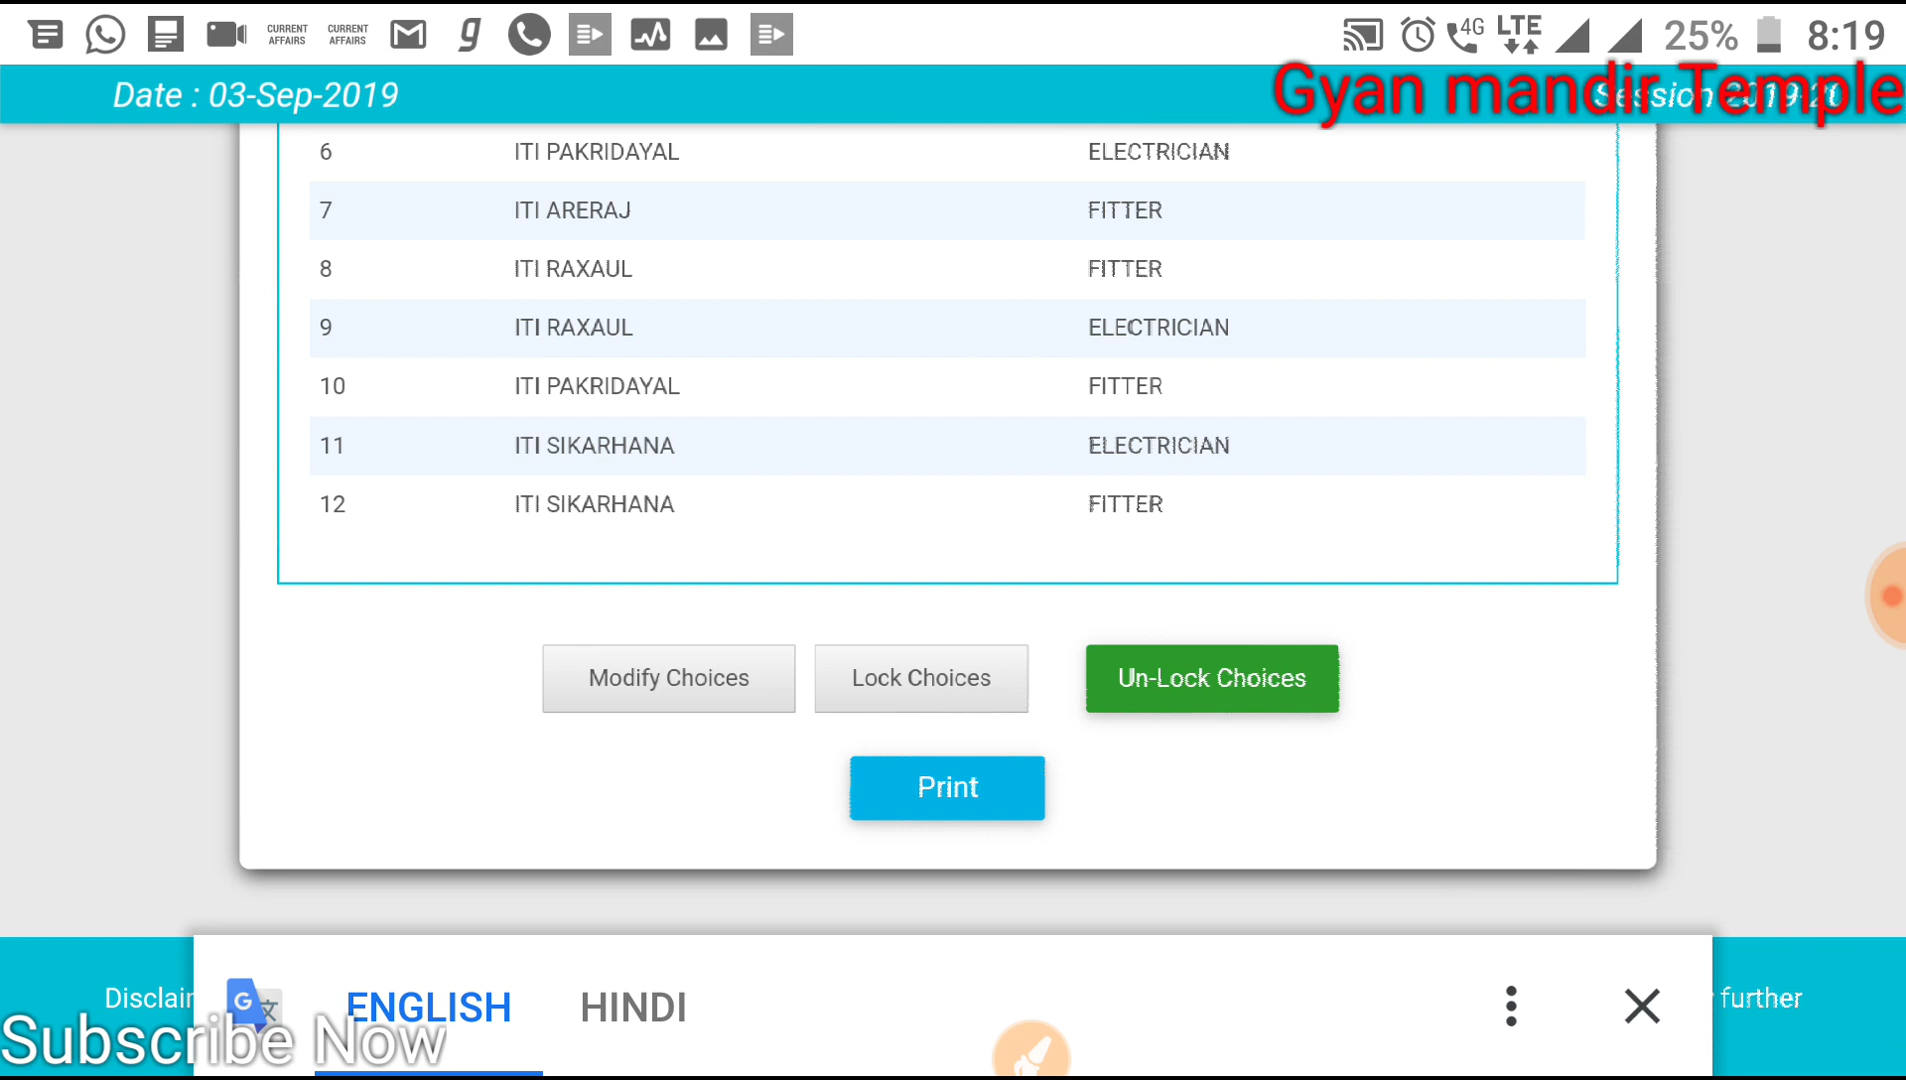 CURRENT AFFAIRS CURRENT AFFAIRS 4G LTE 25% 8:19
Date : 03-Sep-2019
Gyan mandir Temple
Session 2019-20
6 ITI PAKRIDAYAL ELECTRICIAN
7 ITI ARERAJ FITTER
8 ITI RAXAUL FITTER
9 ITI RAXAUL ELECTRICIAN
10 ITI PAKRIDAYAL FITTER
11 ITI SIKARHANA ELECTRICIAN
12 ITI SIKARHANA FITTER
Modify Choices Lock Choices Un-Lock Choices
Print
ENGLISH HINDI
further
Subscribe Now